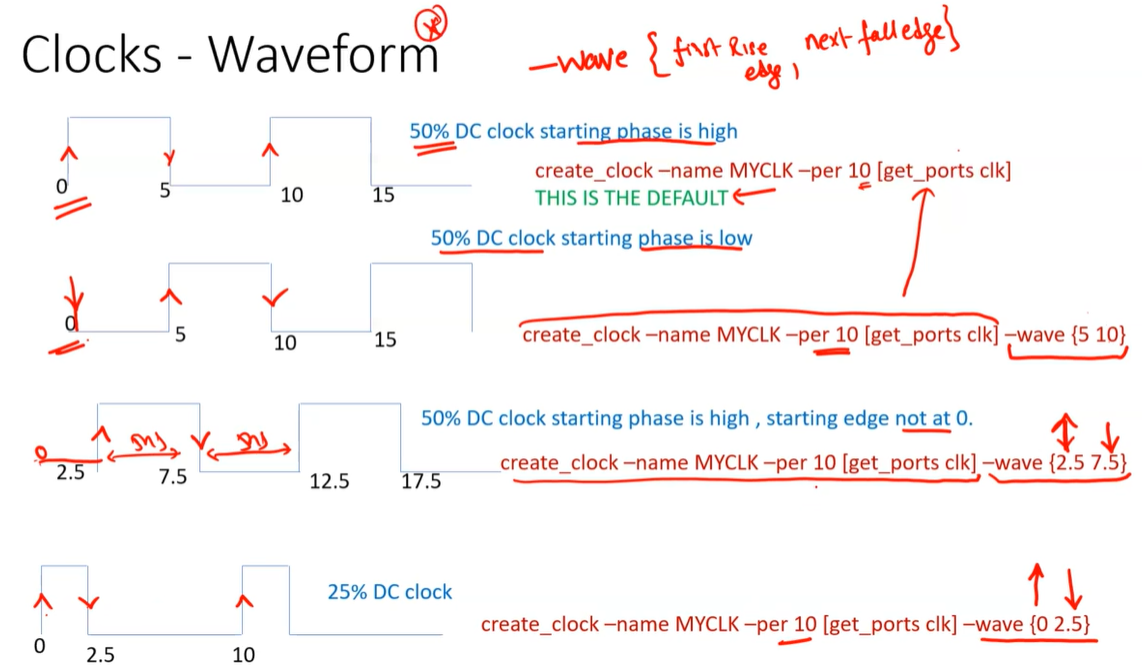 Clocks - Waveform
-wave { first Rise edge, next fall edge}
50% DC clock starting phase is high
create_clock –name MYCLK –per 10 [get_ports clk]
0 5 10 15
THIS IS THE DEFAULT
50% DC clock starting phase is low
0 5 10 15
create_clock –name MYCLK –per 10 [get_ports clk] –wave {5 10}
50% DC clock starting phase is high , starting edge not at 0.
0 5ns 5ns
2.5 7.5 12.5 17.5
create_clock –name MYCLK –per 10 [get_ports clk] –wave {2.5 7.5}
25% DC clock
create_clock –name MYCLK –per 10 [get_ports clk] –wave {0 2.5}
0 2.5 10